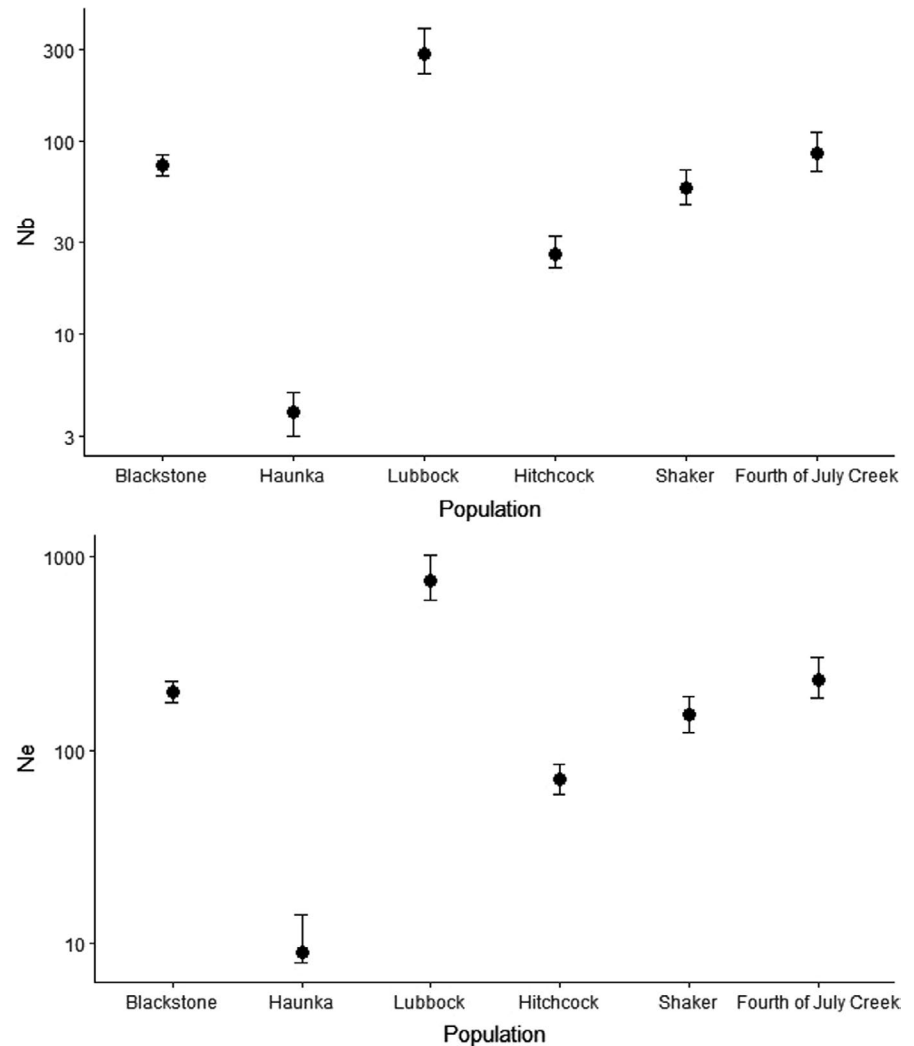 300
100
30
10
3
Nb
Blackstone Haunka Lubbock Hitchcock Shaker Fourth of July Creek
Population
1000
100
10
Ne
Blackstone Haunka Lubbock Hitchcock Shaker Fourth of July Creek
Population